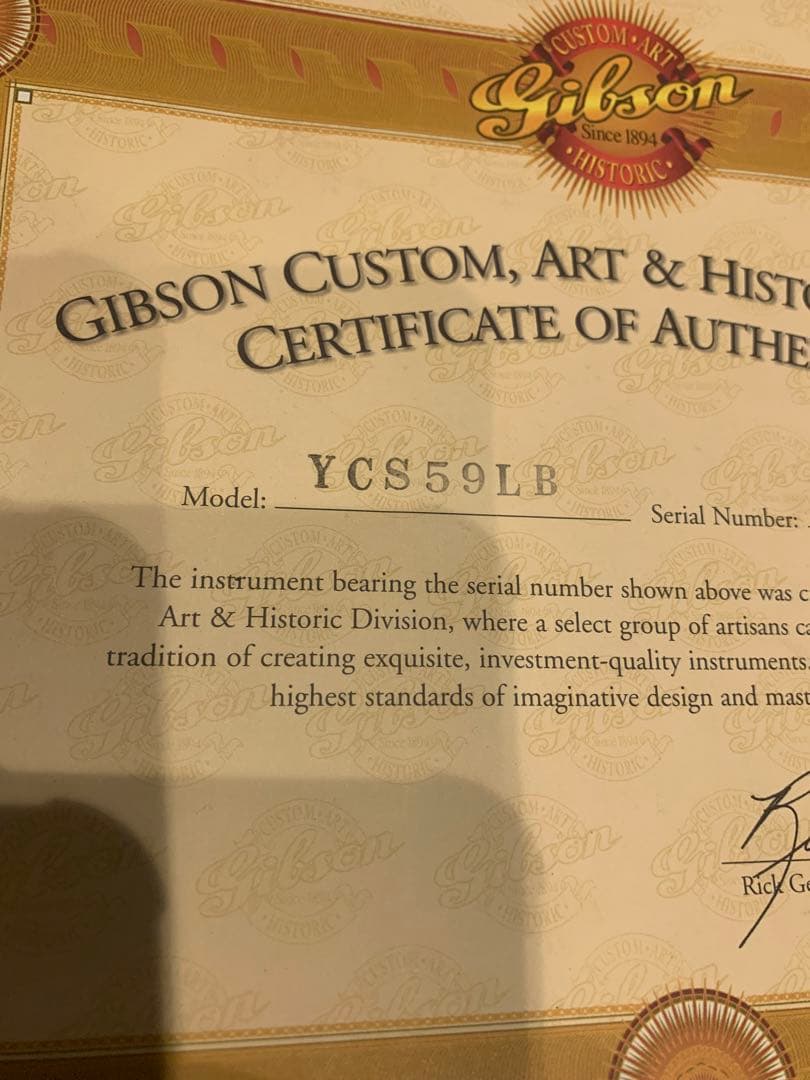 CUSTOM • ART
Gibson
Since 1894
• HISTORIC •
GIBSON CUSTOM, ART & HISTO
CERTIFICATE OF AUTHE
Model: YCS59LB Serial Number:
The instrument bearing the serial number shown above was c
Art & Historic Division, where a select group of artisans ca
tradition of creating exquisite, investment-quality instruments.
highest standards of imaginative design and mast
Rick Ge